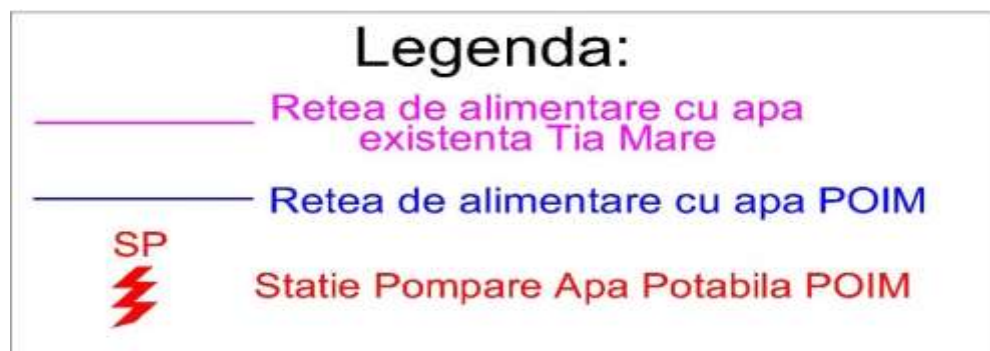 Legenda:
Retea de alimentare cu apa
existenta Tia Mare
Retea de alimentare cu apa POIM
SP
Statie Pompare Apa Potabila POIM